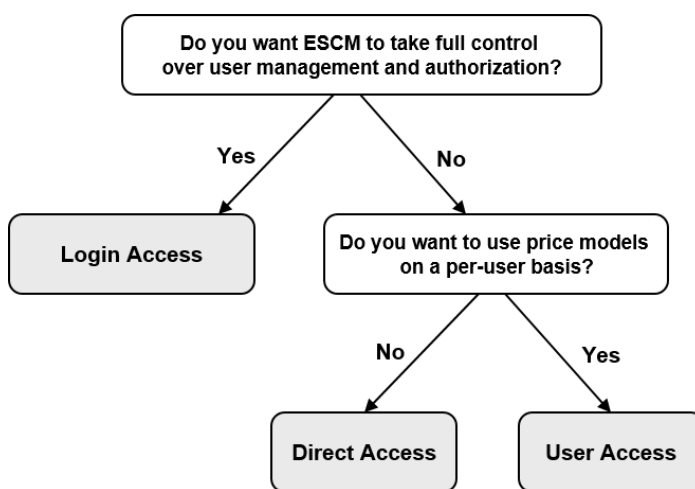 Do you want ESCM to take full control
over user management and authorization?
Yes
No
Login Access
Do you want to use price models
on a per-user basis?
No
Yes
Direct Access
User Access